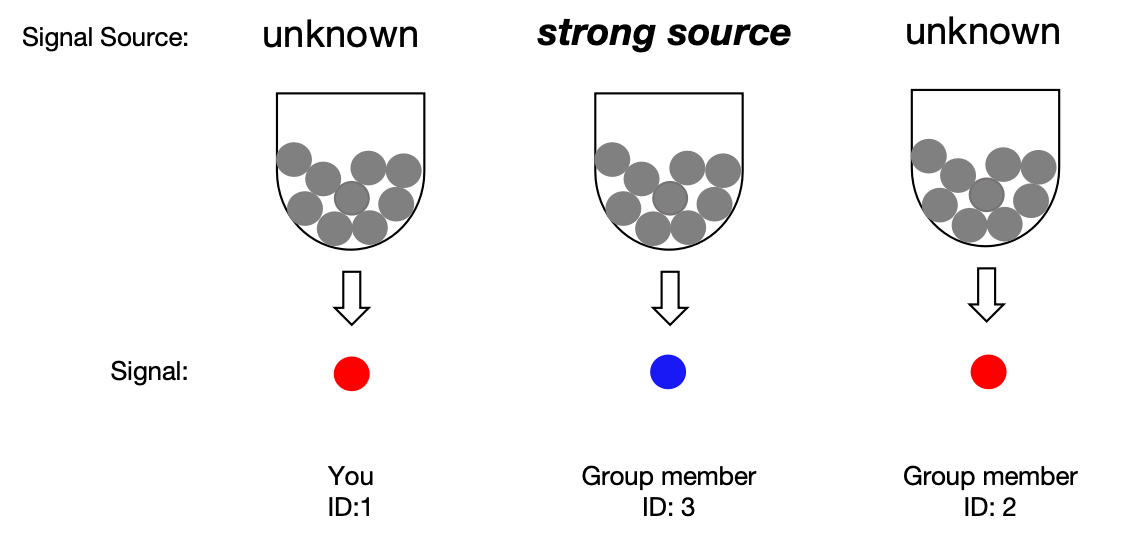 Signal Source: unknown strong source unknown
Signal:
You Group member Group member
ID:1 ID: 3 ID: 2